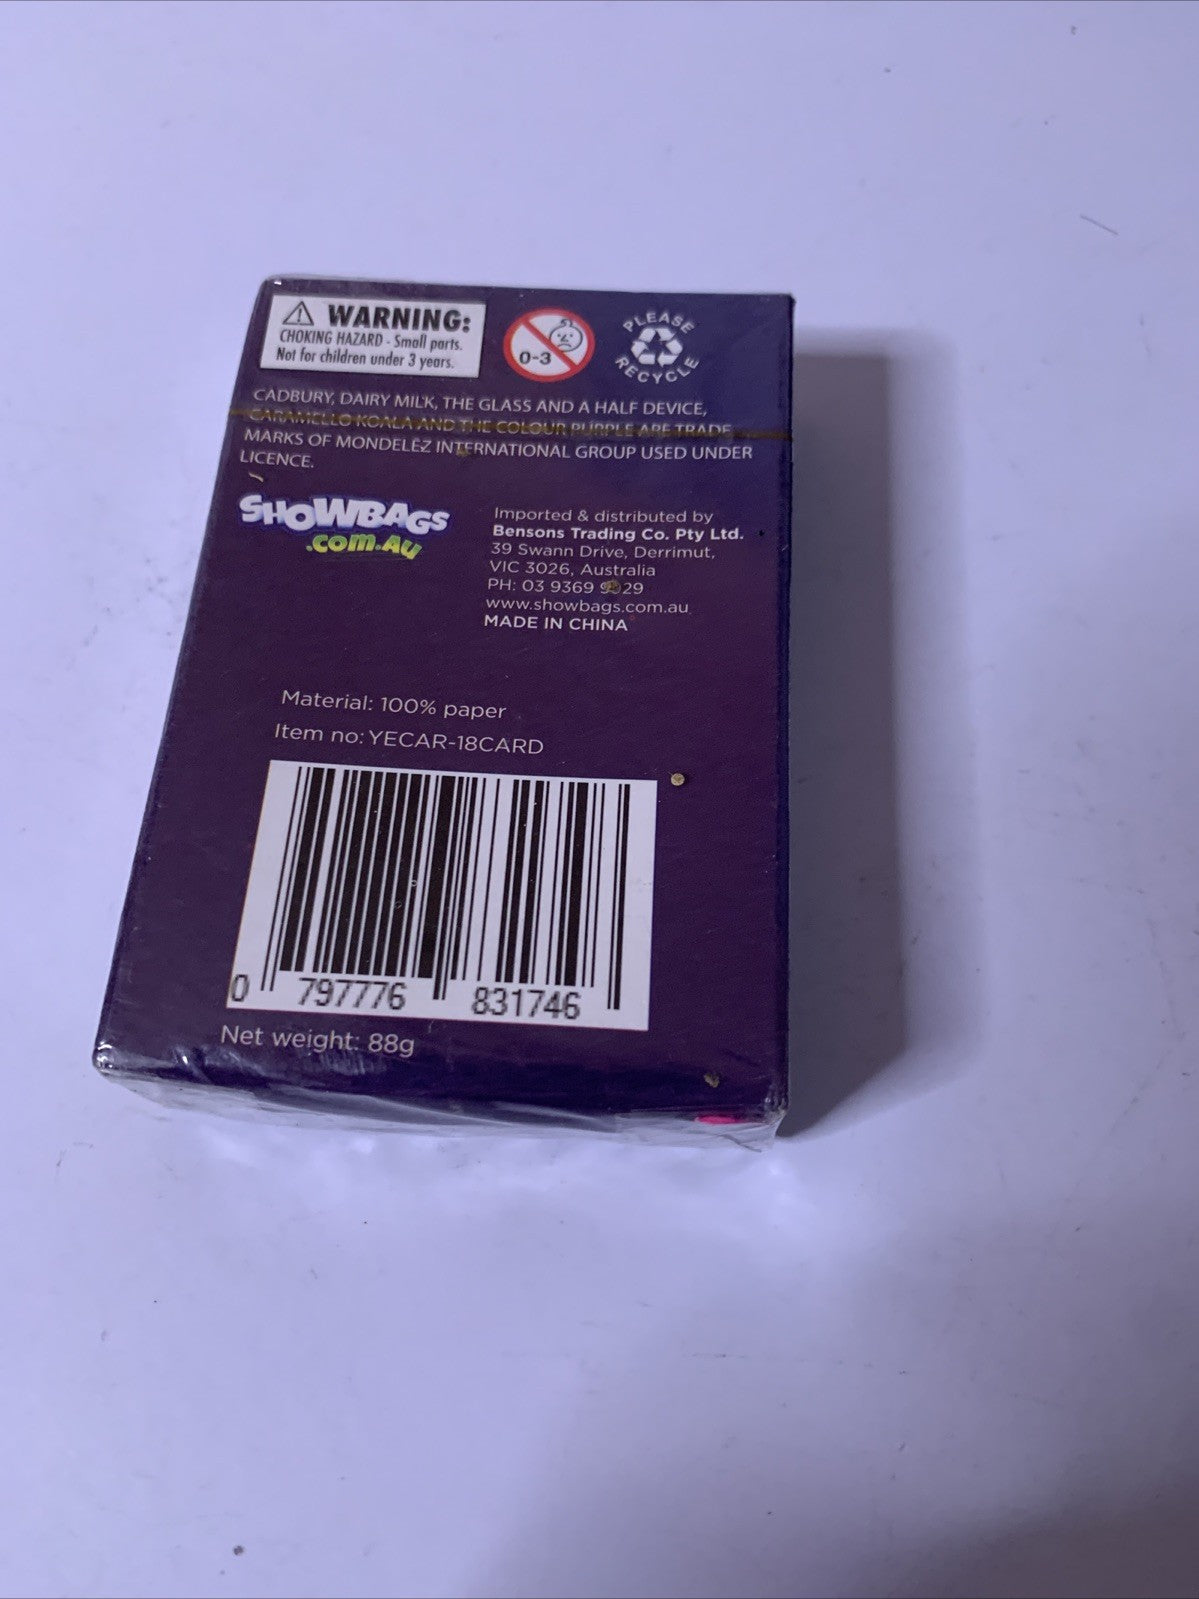 WARNING:
CHOKING HAZARD - Small parts.
Not for children under 3 years.
0-3
PLEASE
RECYCLE
CADBURY, DAIRY MILK, THE GLASS AND A HALF DEVICE,
CARAMELLO KOALA AND THE COLOUR PURPLE ARE TRADE
MARKS OF MONDELĒZ INTERNATIONAL GROUP USED UNDER
LICENCE.
SHOWBAGS
.com.AU
Imported & distributed by
Bensons Trading Co. Pty Ltd.
39 Swann Drive, Derrimut,
VIC 3026, Australia
PH: 03 9369
www.showbags.com.au
MADE IN CHINA
Material: 100% paper
Item no: YECAR-18CARD
0 797776 831746
Net weight: 88g